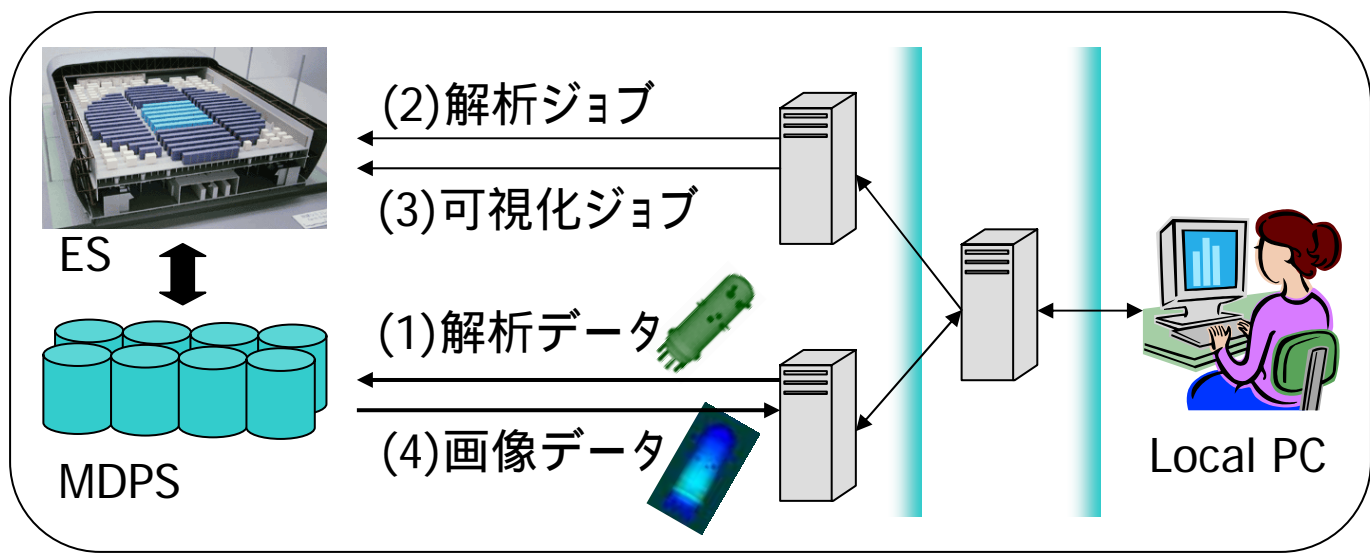 (2)解析ジョブ
(3)可視化ジョブ
ES
(1)解析データ
(4)画像データ
MDPS
Local PC